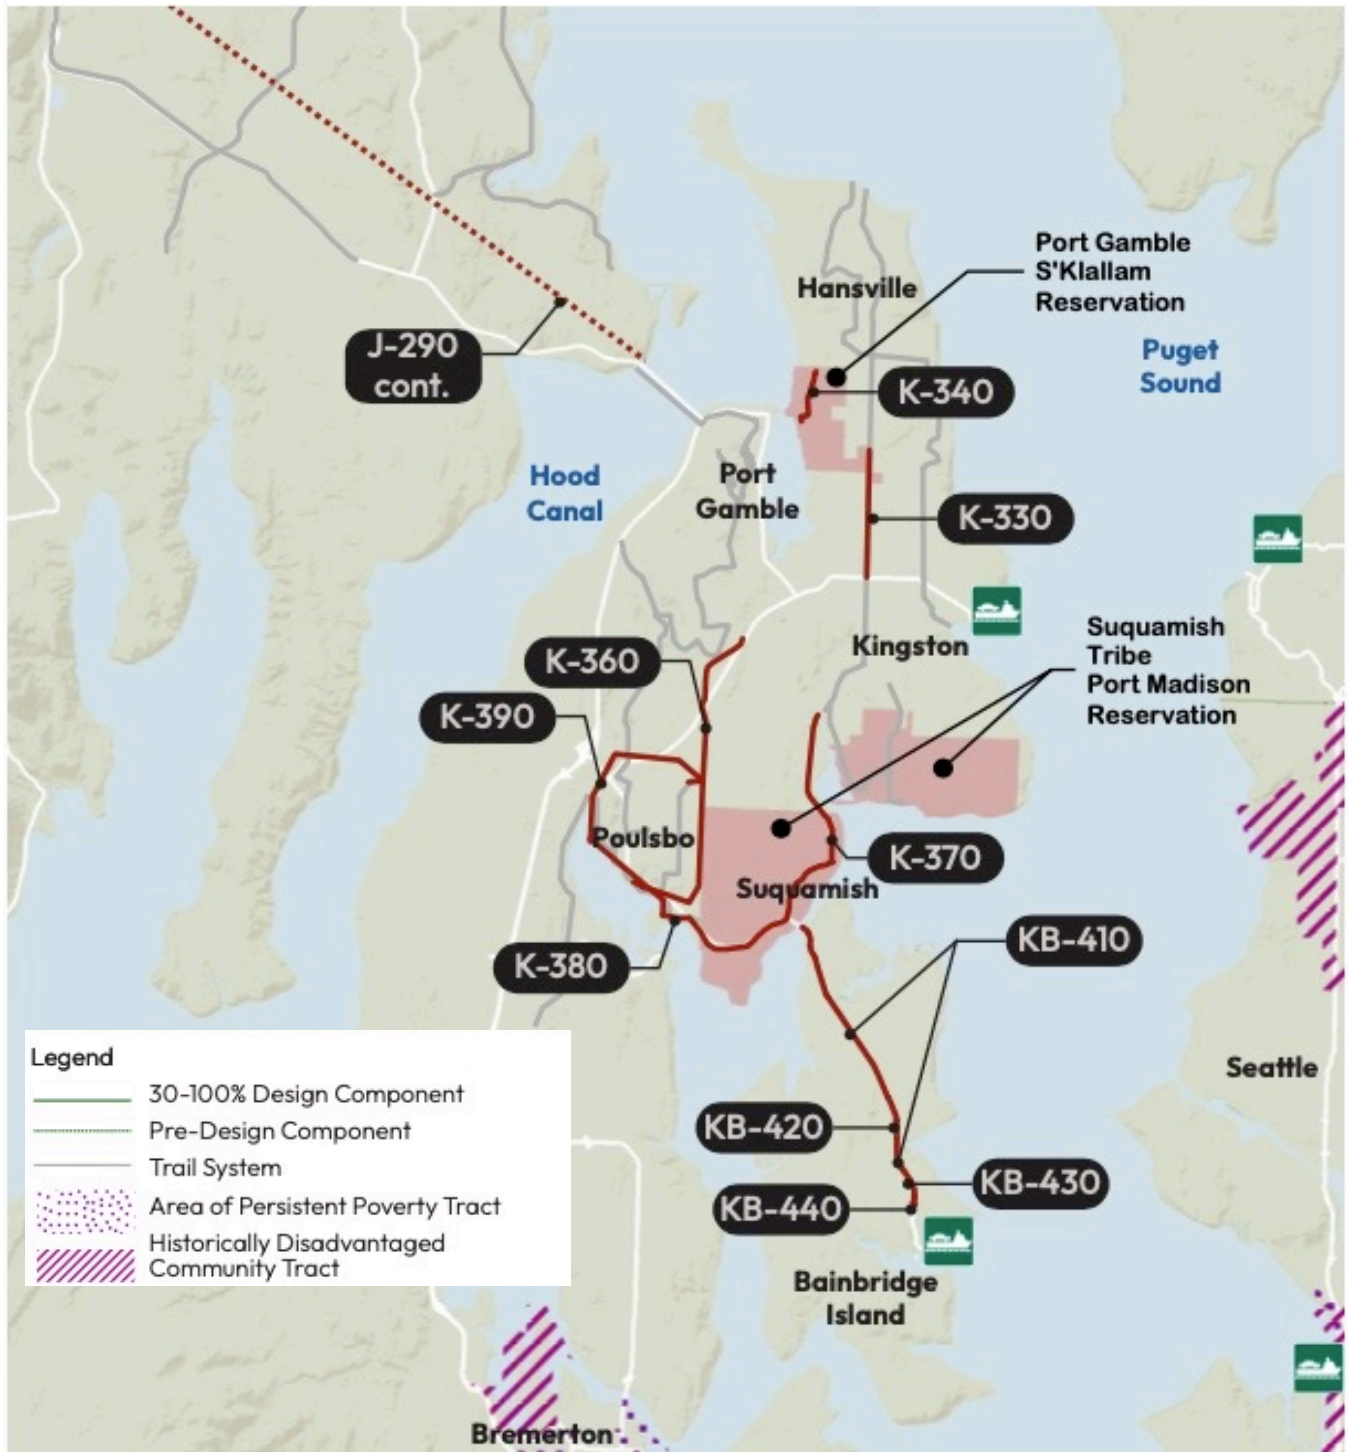 Port Gamble
S'Klallam
Reservation
Hansville
Puget
Sound
J-290
cont.
K-340
Hood
Canal
Port
Gamble
K-330
Suquamish
Tribe
Port Madison
Reservation
Kingston
K-360
K-390
Poulsbo
K-370
Suquamish
KB-410
K-380
Seattle
KB-420
KB-430
KB-440
Bainbridge
Island
Legend
30-100% Design Component
Pre-Design Component
Trail System
Area of Persistent Poverty Tract
Historically Disadvantaged
Community Tract
Bremerton